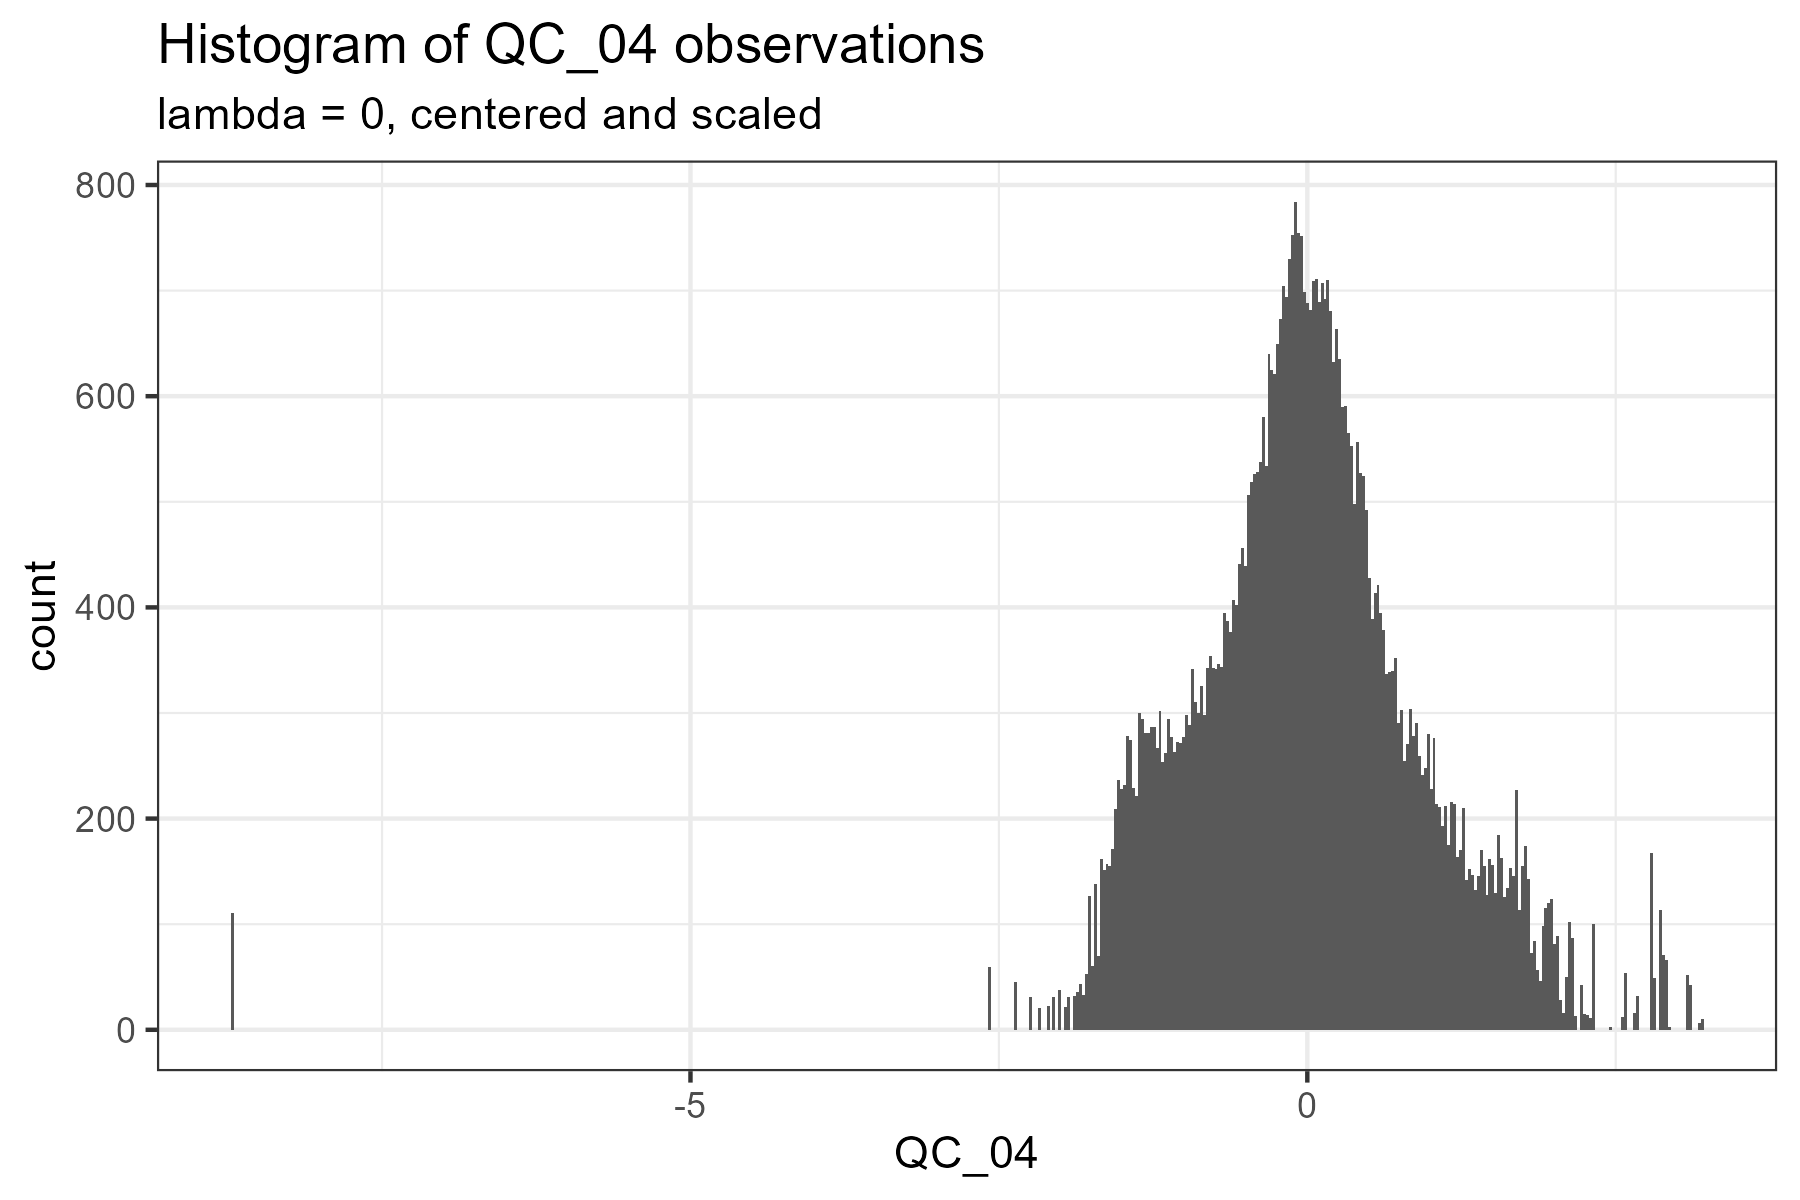 Histogram of QC_04 observations
lambda = 0, centered and scaled
800
600
400
200
0
count
-5
0
QC_04